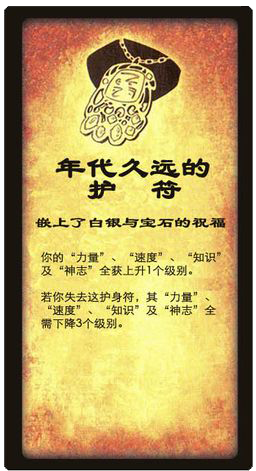 年代久远的
护 符
嵌上了白银与宝石的祝福
你的“力量”、“速度”、“知识”
及“神志”全获上升1个级别。
若你失去这护身符，其“力量”、
“速度”、“知识”及“神志”全
需下降3个级别。